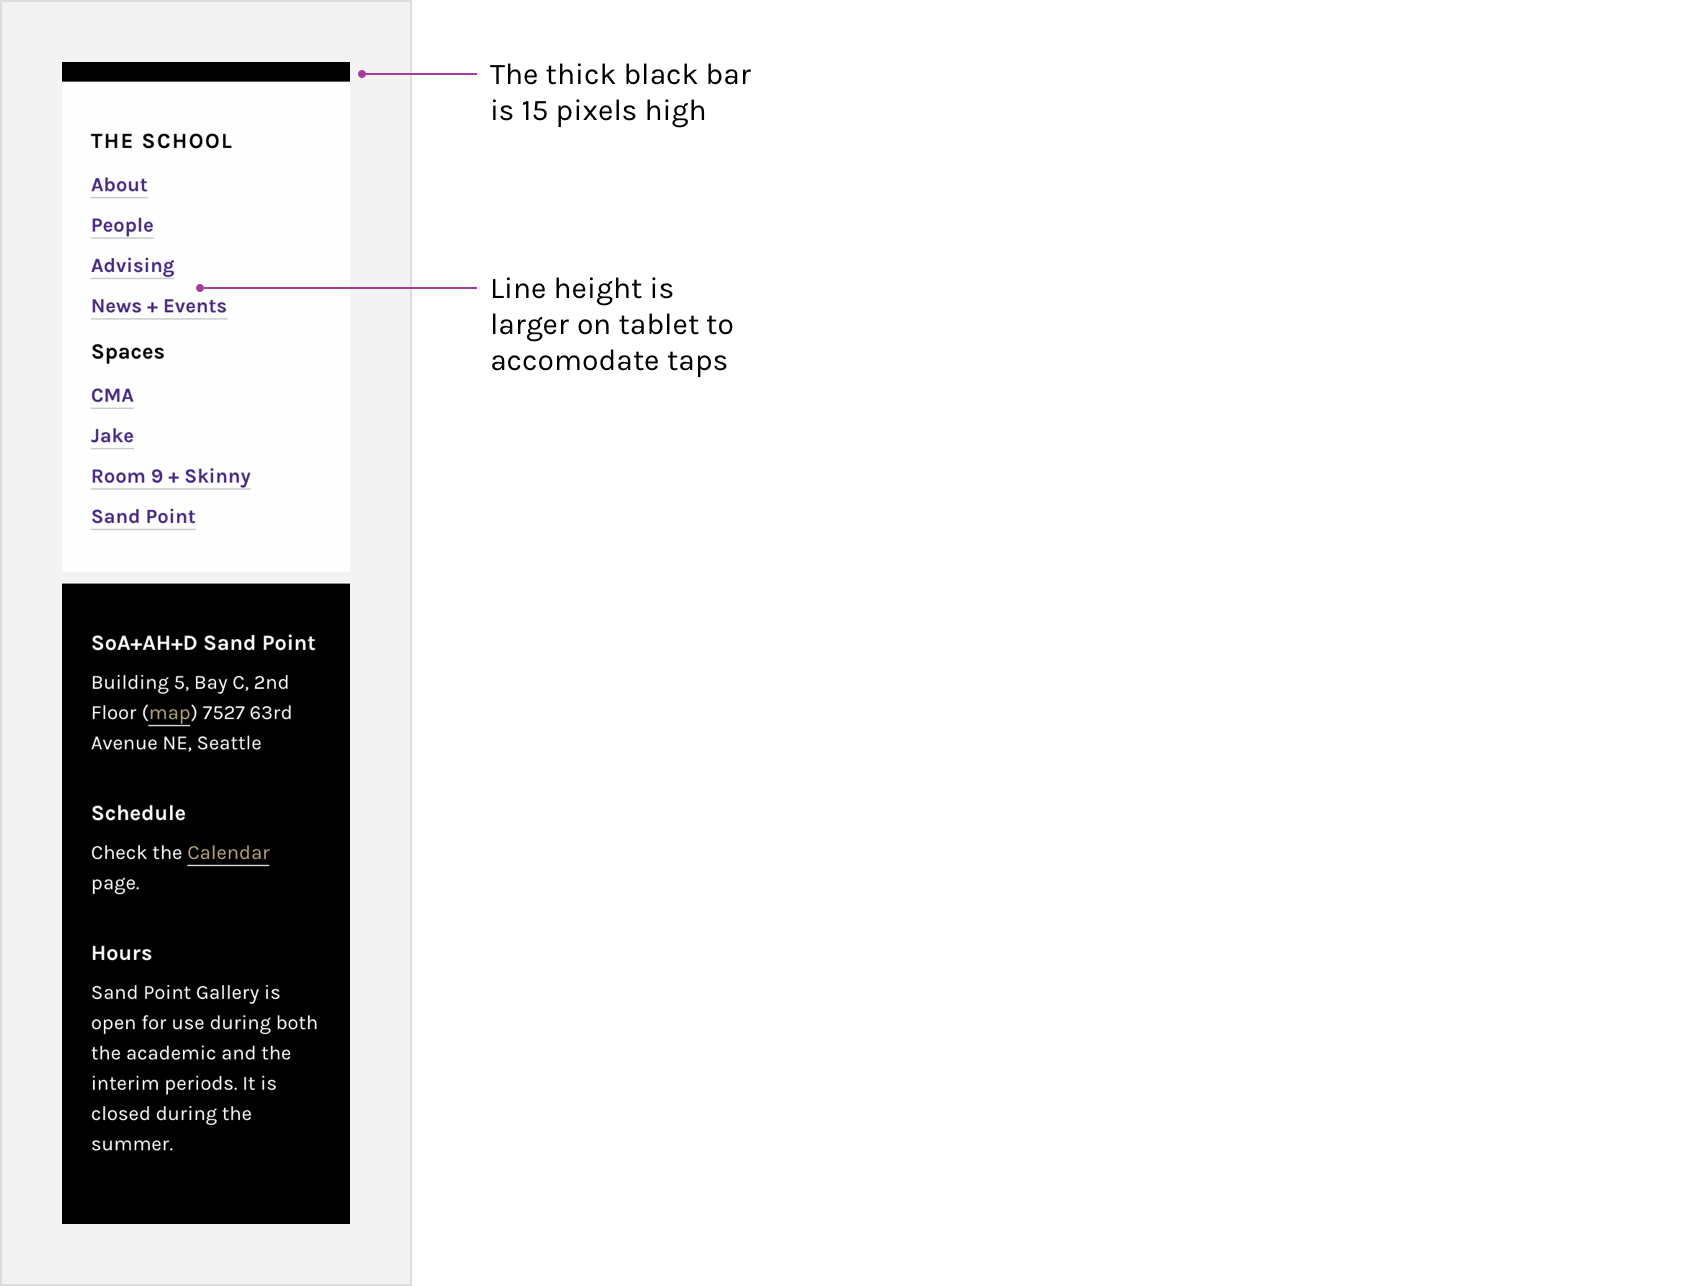 The thick black bar
is 15 pixels high
THE SCHOOL
About
People
Advising
News + Events
Line height is
larger on tablet to
accomodate taps
Spaces
CMA
Jake
Room 9 + Skinny
Sand Point
SoA+AH+D Sand Point
Building 5, Bay C, 2nd
Floor (map) 7527 63rd
Avenue NE, Seattle
Schedule
Check the Calendar
page.
Hours
Sand Point Gallery is
open for use during both
the academic and the
interim periods. It is
closed during the
summer.